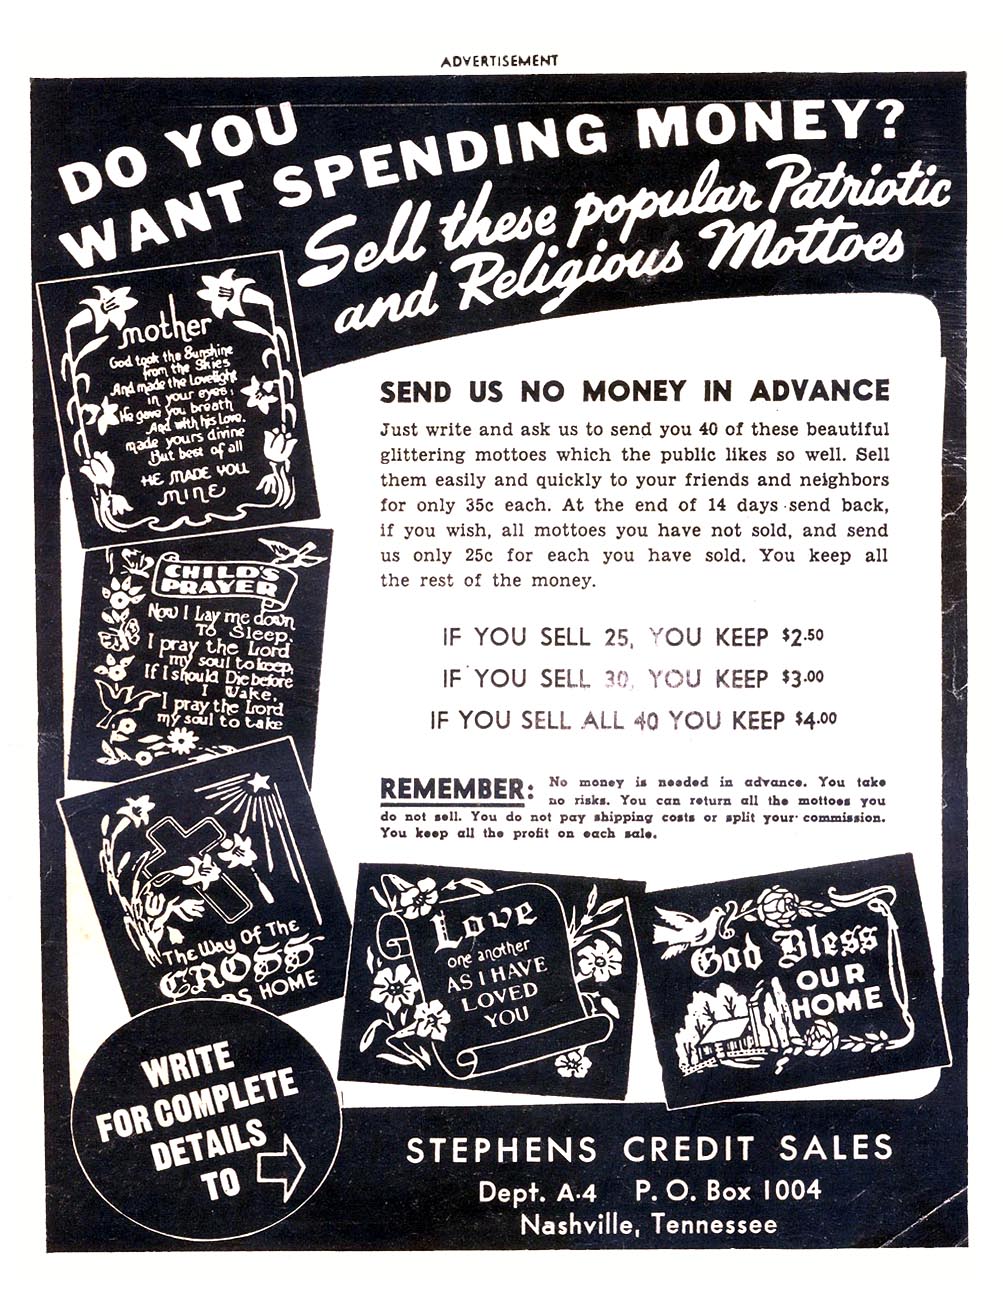 ADVERTISEMENT
DO YOU
WANT SPENDING MONEY?
Sell these popular Patriotic
and Religious Mottoes
mother
God took the Sunshine
from the Skies
And made the Lovelight
in your eyes;
He gave you breath
And with his Love.
made yours divine
But best of all
HE MADE YOU
MINE
CHILD'S
PRAYER
Now I Lay me down
To Sleep.
I pray the Lord
my soul to keep,
If I should Die before
I Wake,
I pray the Lord
my soul to take
The Way Of The
CROSS
HOME
SEND US NO MONEY IN ADVANCE
Just write and ask us to send you 40 of these beautiful
glittering mottoes which the public likes so well. Sell
them easily and quickly to your friends and neighbors
for only 35c each. At the end of 14 days send back,
if you wish, all mottoes you have not sold, and send
us only 25c for each you have sold. You keep all
the rest of the money.
IF YOU SELL 25, YOU KEEP $2.50
IF YOU SELL 30, YOU KEEP $3.00
IF YOU SELL ALL 40 YOU KEEP $4.00
REMEMBER: No money is needed in advance. You take
no risks. You can return all the mottoes you
do not sell. You do not pay shipping costs or split your commission.
You keep all the profit on each sale.
Love
one another
AS I HAVE
LOVED
YOU
God Bless
OUR
HOME
WRITE
FOR COMPLETE
DETAILS
TO
STEPHENS CREDIT SALES
Dept. A-4 P. O. Box 1004
Nashville, Tennessee